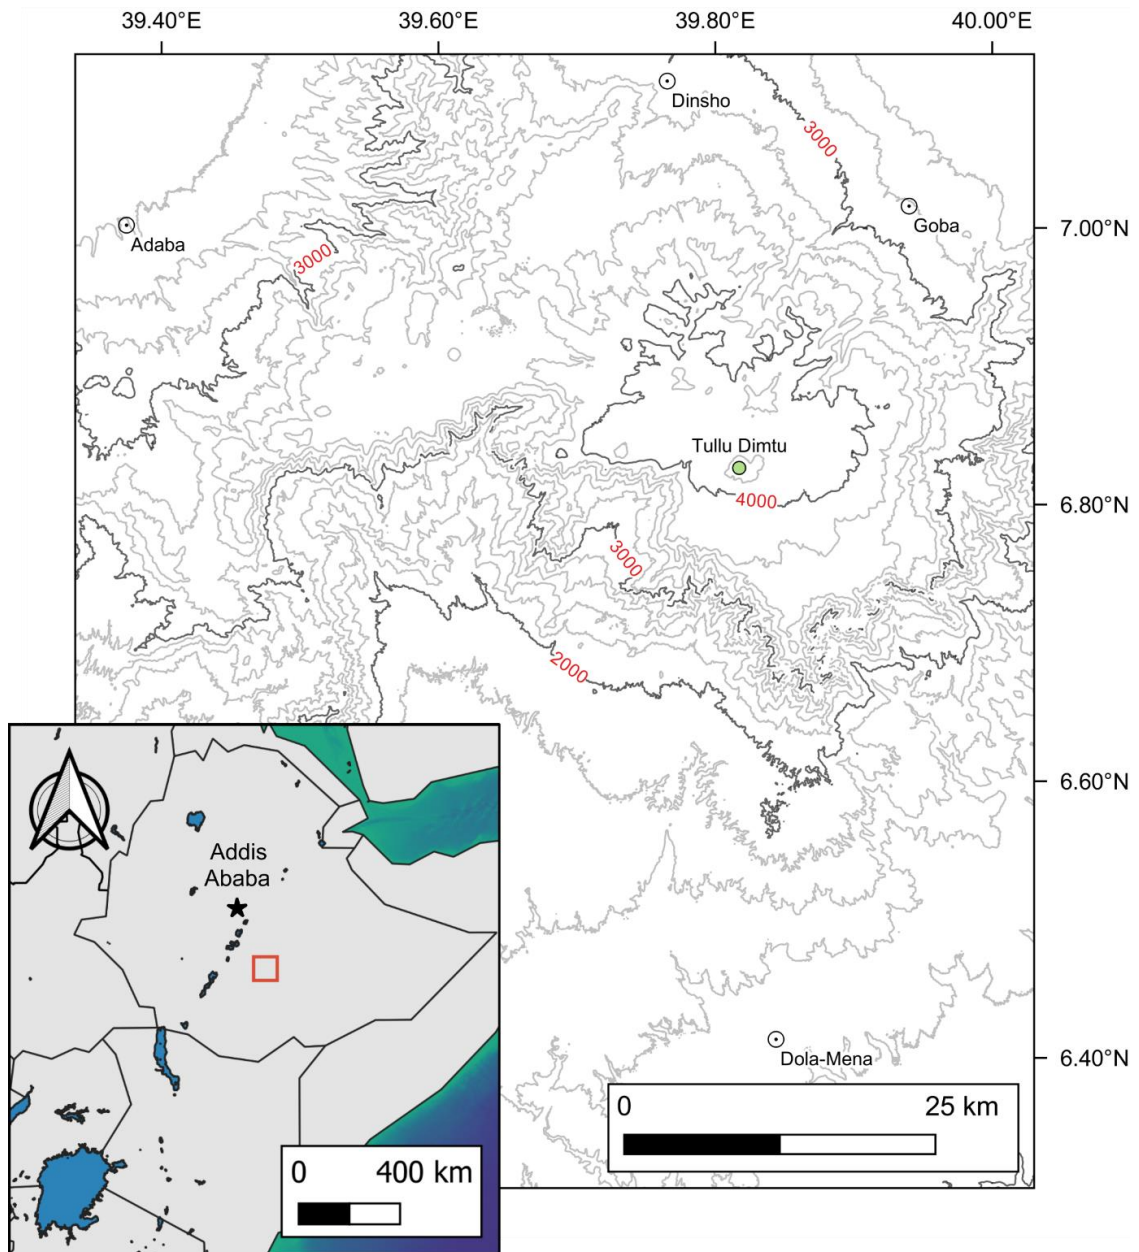 39.40°E
39.60°E
39.80°E
40.00°E
Dinsho
3000
Goba
7.00°N
Adaba
3000
Tullu Dimtu
4000
6.80°N
3000
2000
6.60°N
Addis
Ababa
Dola-Mena
6.40°N
0 25 km
0 400 km